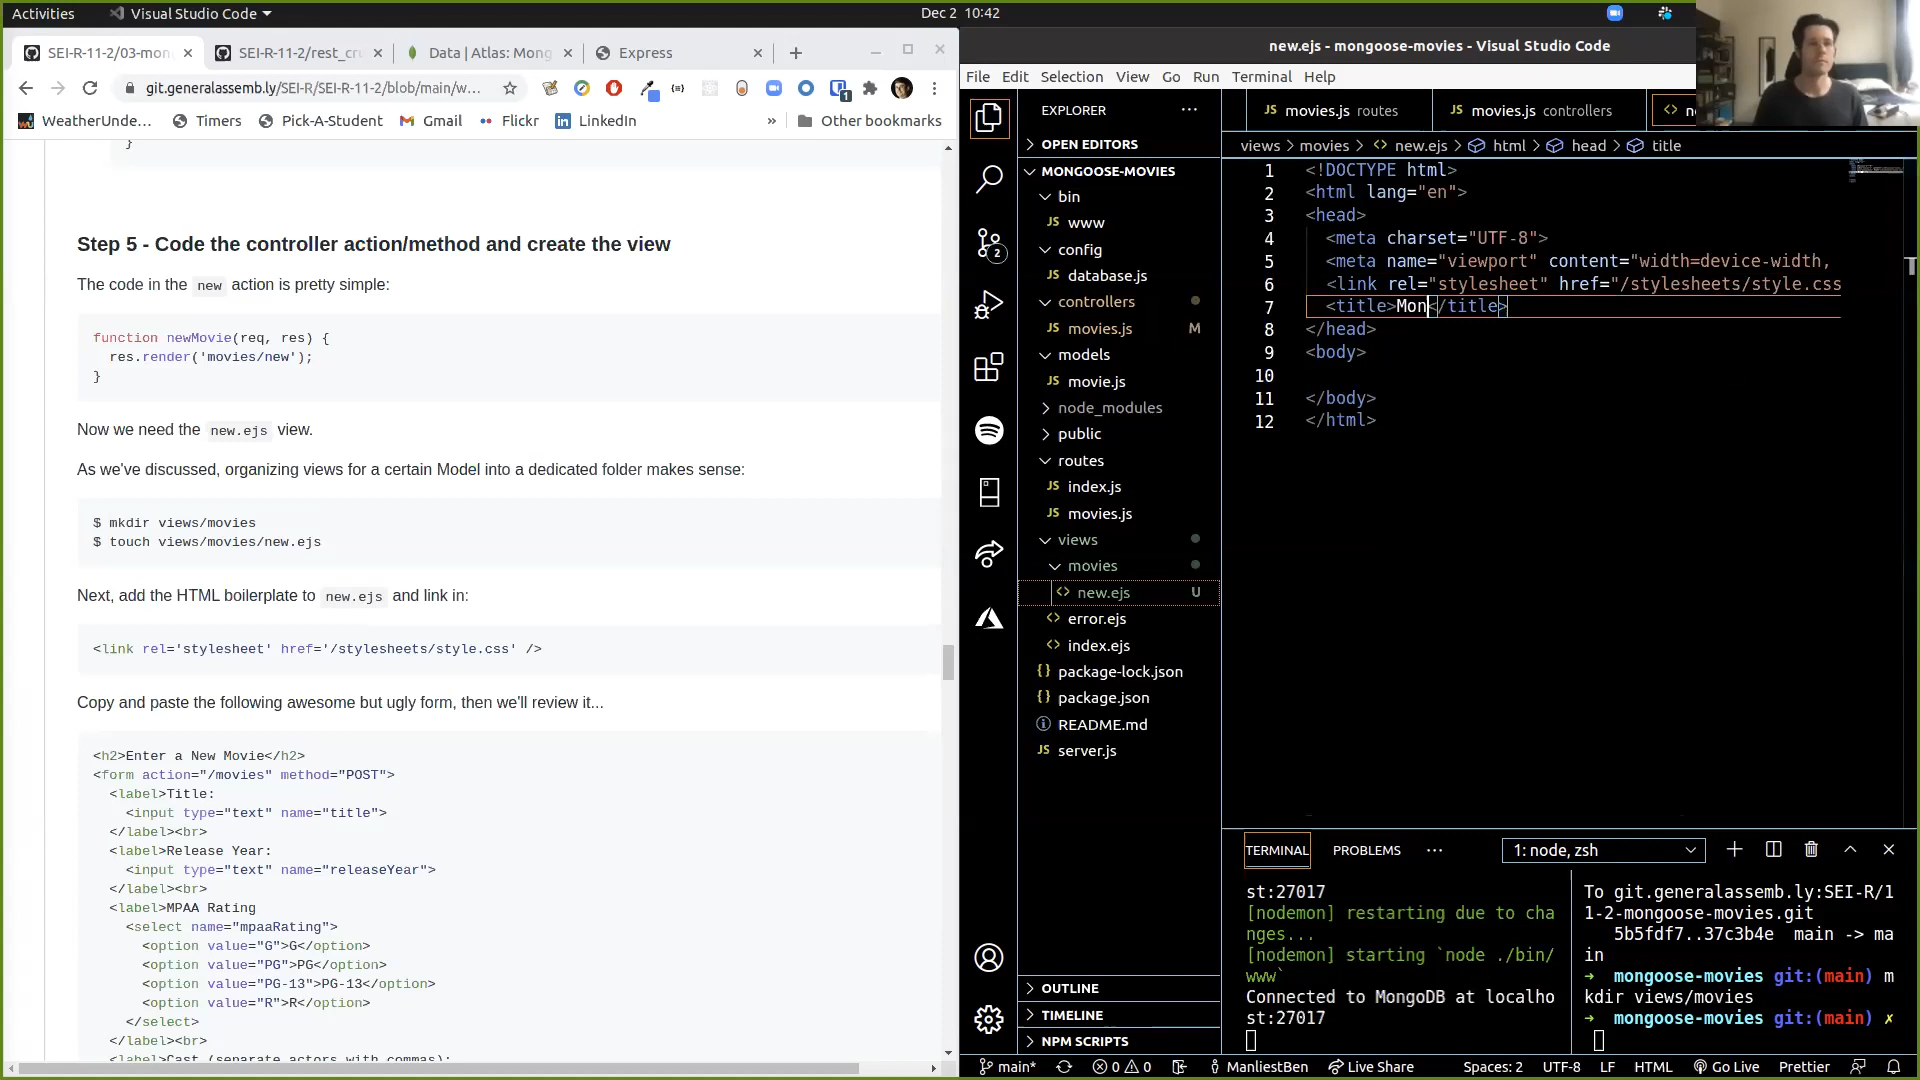 Activities
Visual Studio Code
Dec 2 10:42
SEI-R-11-2/03-mon
SEI-R-11-2/rest_cru
Data | Atlas: Mong
Express
git.generalassemb.ly/SEI-R/SEI-R-11-2/blob/main/w...
WeatherUnde...
Timers
Pick-A-Student
Gmail
Flickr
LinkedIn
»
Other bookmarks
}
Step 5 - Code the controller action/method and create the view
The code in the new action is pretty simple:
function newMovie(req, res) {
res.render('movies/new');
}
Now we need the new.ejs view.
As we've discussed, organizing views for a certain Model into a dedicated folder makes sense:
$ mkdir views/movies
$ touch views/movies/new.ejs
Next, add the HTML boilerplate to new.ejs and link in:
<link rel='stylesheet' href='/stylesheets/style.css' />
Copy and paste the following awesome but ugly form, then we'll review it...
<h2>Enter a New Movie</h2>
<form action="/movies" method="POST">
<label>Title:
<input type="text" name="title">
</label><br>
<label>Release Year:
<input type="text" name="releaseYear">
</label><br>
<label>MPAA Rating
<select name="mpaaRating">
<option value="G">G</option>
<option value="PG">PG</option>
<option value="PG-13">PG-13</option>
<option value="R">R</option>
</select>
</label><br>
<label>Cast (separate actors with commas):
new.ejs - mongoose-movies - Visual Studio Code
File Edit Selection View Go Run Terminal Help
EXPLORER
OPEN EDITORS
MONGOOSE-MOVIES
bin
JS www
config
JS database.js
controllers
JS movies.js M
models
JS movie.js
node_modules
public
routes
JS index.js
JS movies.js
views
movies
<> new.ejs U
<> error.ejs
<> index.ejs
{} package-lock.json
{} package.json
README.md
JS server.js
OUTLINE
TIMELINE
NPM SCRIPTS
2
JS movies.js routes
JS movies.js controllers
<> n
views > movies > <> new.ejs > html > head > title
1 <!DOCTYPE html>
2 <html lang="en">
3 <head>
4 <meta charset="UTF-8">
5 <meta name="viewport" content="width=device-width,
6 <link rel="stylesheet" href="/stylesheets/style.css
7 <title>Mon</title>
8 </head>
9 <body>
10
11 </body>
12 </html>
TERMINAL
PROBLEMS
1: node, zsh
st:27017
[nodemon] restarting due to cha
nges...
[nodemon] starting `node ./bin/
www`
Connected to MongoDB at localho
st:27017
To git.generalassemb.ly:SEI-R/1
1-2-mongoose-movies.git
5b5fdf7..37c3b4e main -> ma
in
➜ mongoose-movies git:(main) m
kdir views/movies
➜ mongoose-movies git:(main) ✗
main*
0
0
ManliestBen
Live Share
Spaces: 2
UTF-8
LF
HTML
Go Live
Prettier